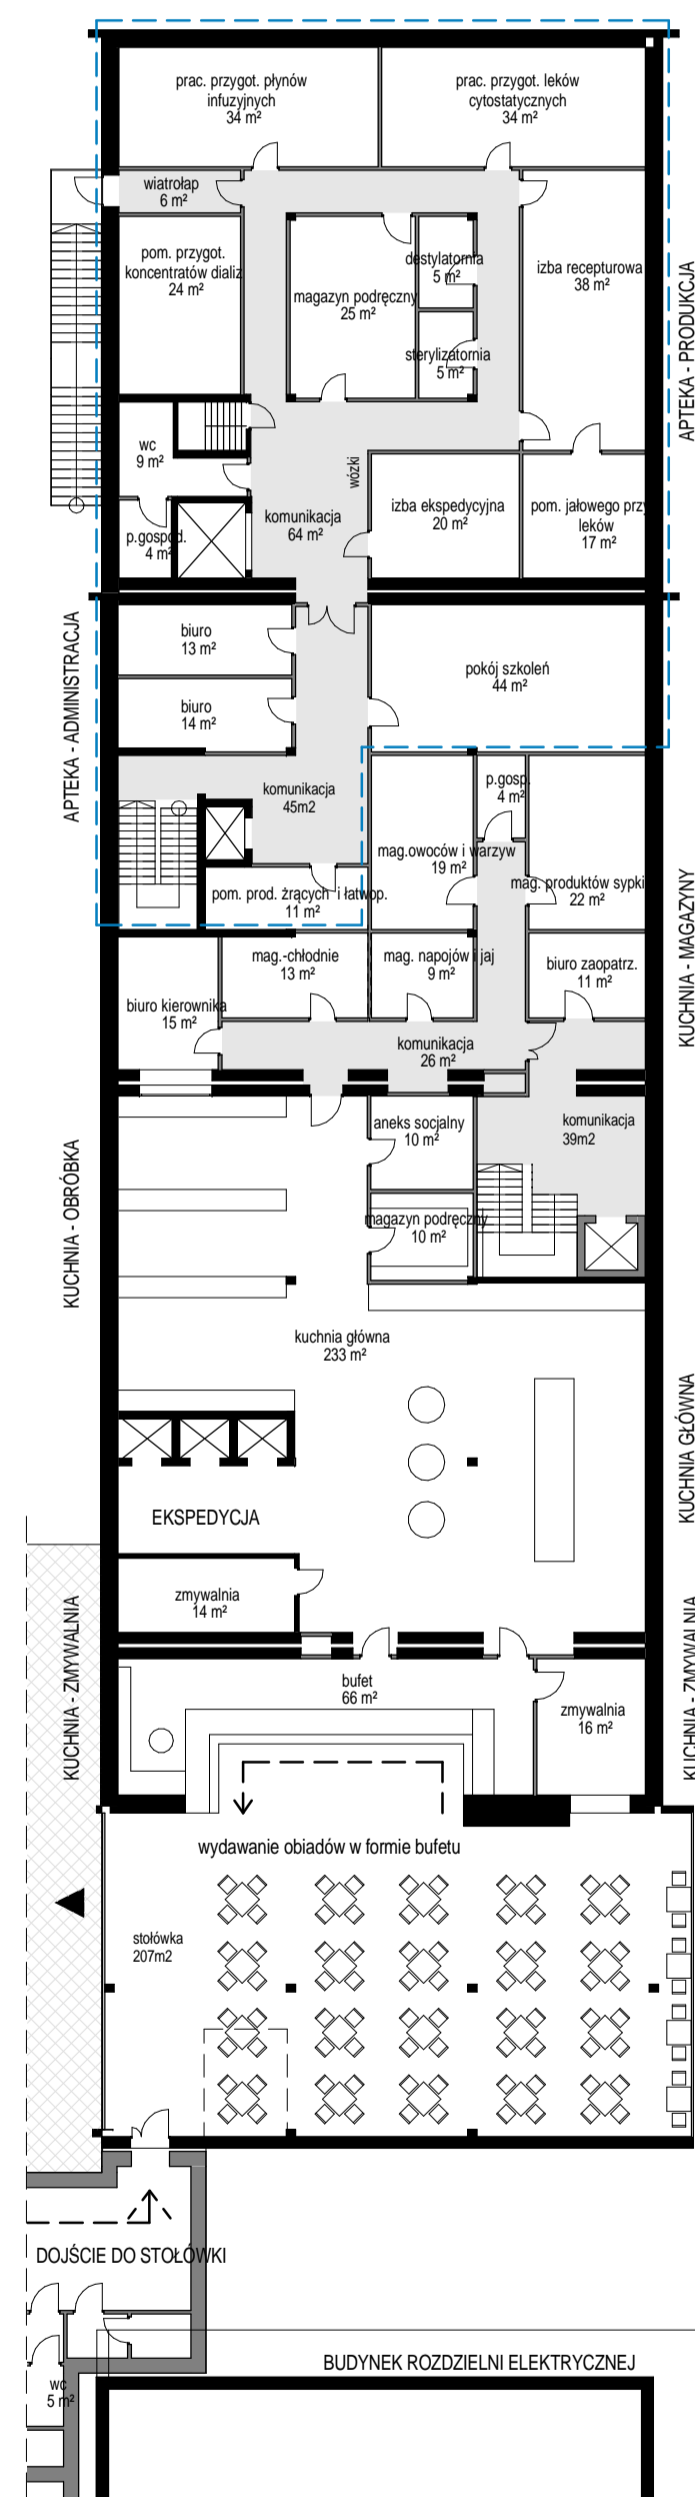 prac. przygot. płynów
infuzyjnych
34 m²
prac. przygot. leków
cytostatycznych
34 m²
wiatrołap
6 m²
pom. przygot.
koncentratów dializ
24 m²
magazyn podręczny
25 m²
destylatornia
5 m²
sterylizatornia
5 m²
izba recepturowa
38 m²
APTEKA - PRODUKCJA
wc
9 m²
p.gospod.
4 m²
komunikacja
64 m²
wózki
izba ekspedycyjna
20 m²
pom. jałowego przy
leków
17 m²
APTEKA - ADMINISTRACJA
biuro
13 m²
biuro
14 m²
pokój szkoleń
44 m²
komunikacja
45m2
pom. prod. żrących i łatwop.
11 m²
mag.owoców i warzyw
19 m²
p.gosp.
4 m²
mag. produktów sypki
22 m²
KUCHNIA - MAGAZYNY
biuro kierownika
15 m²
mag.-chłodnie
13 m²
mag. napojów i jaj
9 m²
biuro zaopatrz.
11 m²
komunikacja
26 m²
komunikacja
39m2
KUCHNIA - OBRÓBKA
aneks socjalny
10 m²
magazyn podręczny
10 m²
kuchnia główna
233 m²
KUCHNIA GŁÓWNA
EKSPEDYCJA
zmywalnia
14 m²
KUCHNIA - ZMYWALNIA
KUCHNIA - ZMYWALNIA
bufet
66 m²
zmywalnia
16 m²
wydawanie obiadów w formie bufetu
stołówka
207m2
DOJŚCIE DO STOŁÓWKI
wc
5 m²
BUDYNEK ROZDZIELNI ELEKTRYCZNEJ